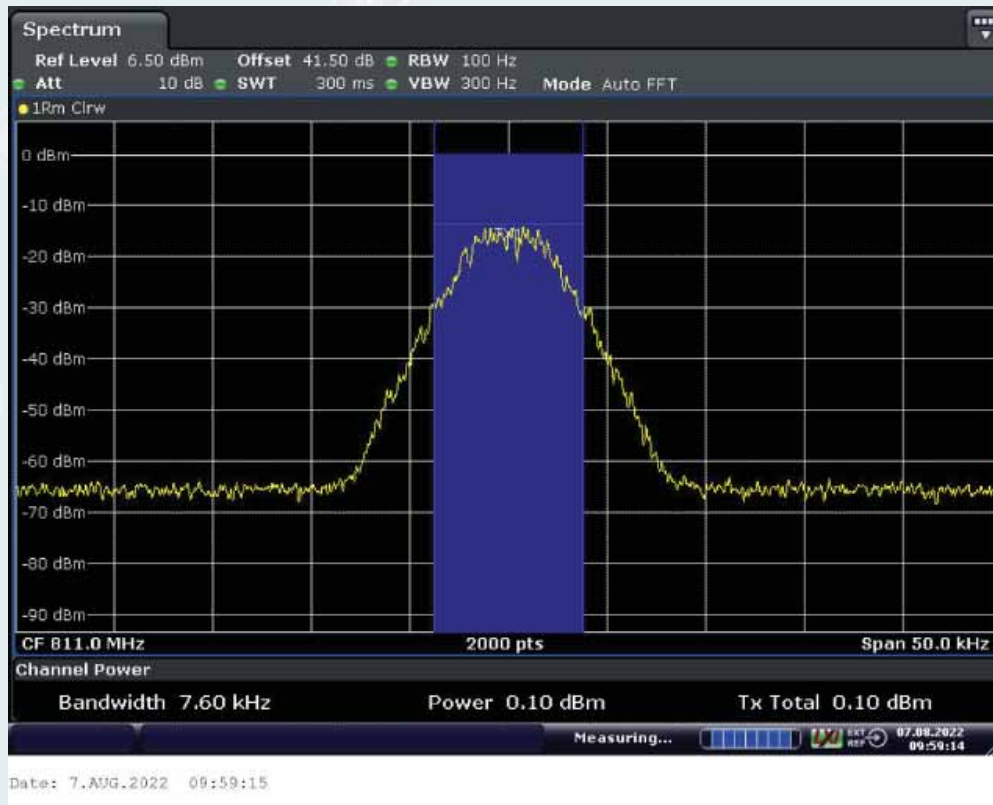 Spectrum
Ref Level 6.50 dBm Offset 41.50 dB RBW 100 Hz
Att 10 dB SWT 300 ms VBW 300 Hz Mode Auto FFT
1Rm Clrw
0 dBm
-10 dBm
-20 dBm
-30 dBm
-40 dBm
-50 dBm
-60 dBm
-70 dBm
-80 dBm
-90 dBm
CF 811.0 MHz 2000 pts Span 50.0 kHz
Channel Power
Bandwidth 7.60 kHz Power 0.10 dBm Tx Total 0.10 dBm
Measuring... LXI EXT REF 07.08.2022
09:59:14
Date: 7.AUG.2022 09:59:15